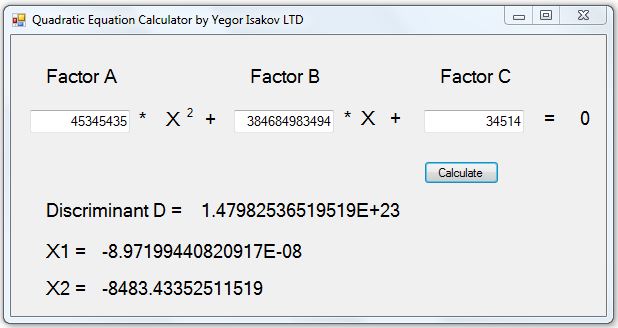 Quadratic Equation Calculator by Yegor Isakov LTD
Factor A Factor B Factor C
45345435 * X 2 + 384684983494 * X + 34514 = 0
Calculate
Discriminant D = 1.47982536519519E+23
X1 = -8.97199440820917E-08
X2 = -8483.43352511519